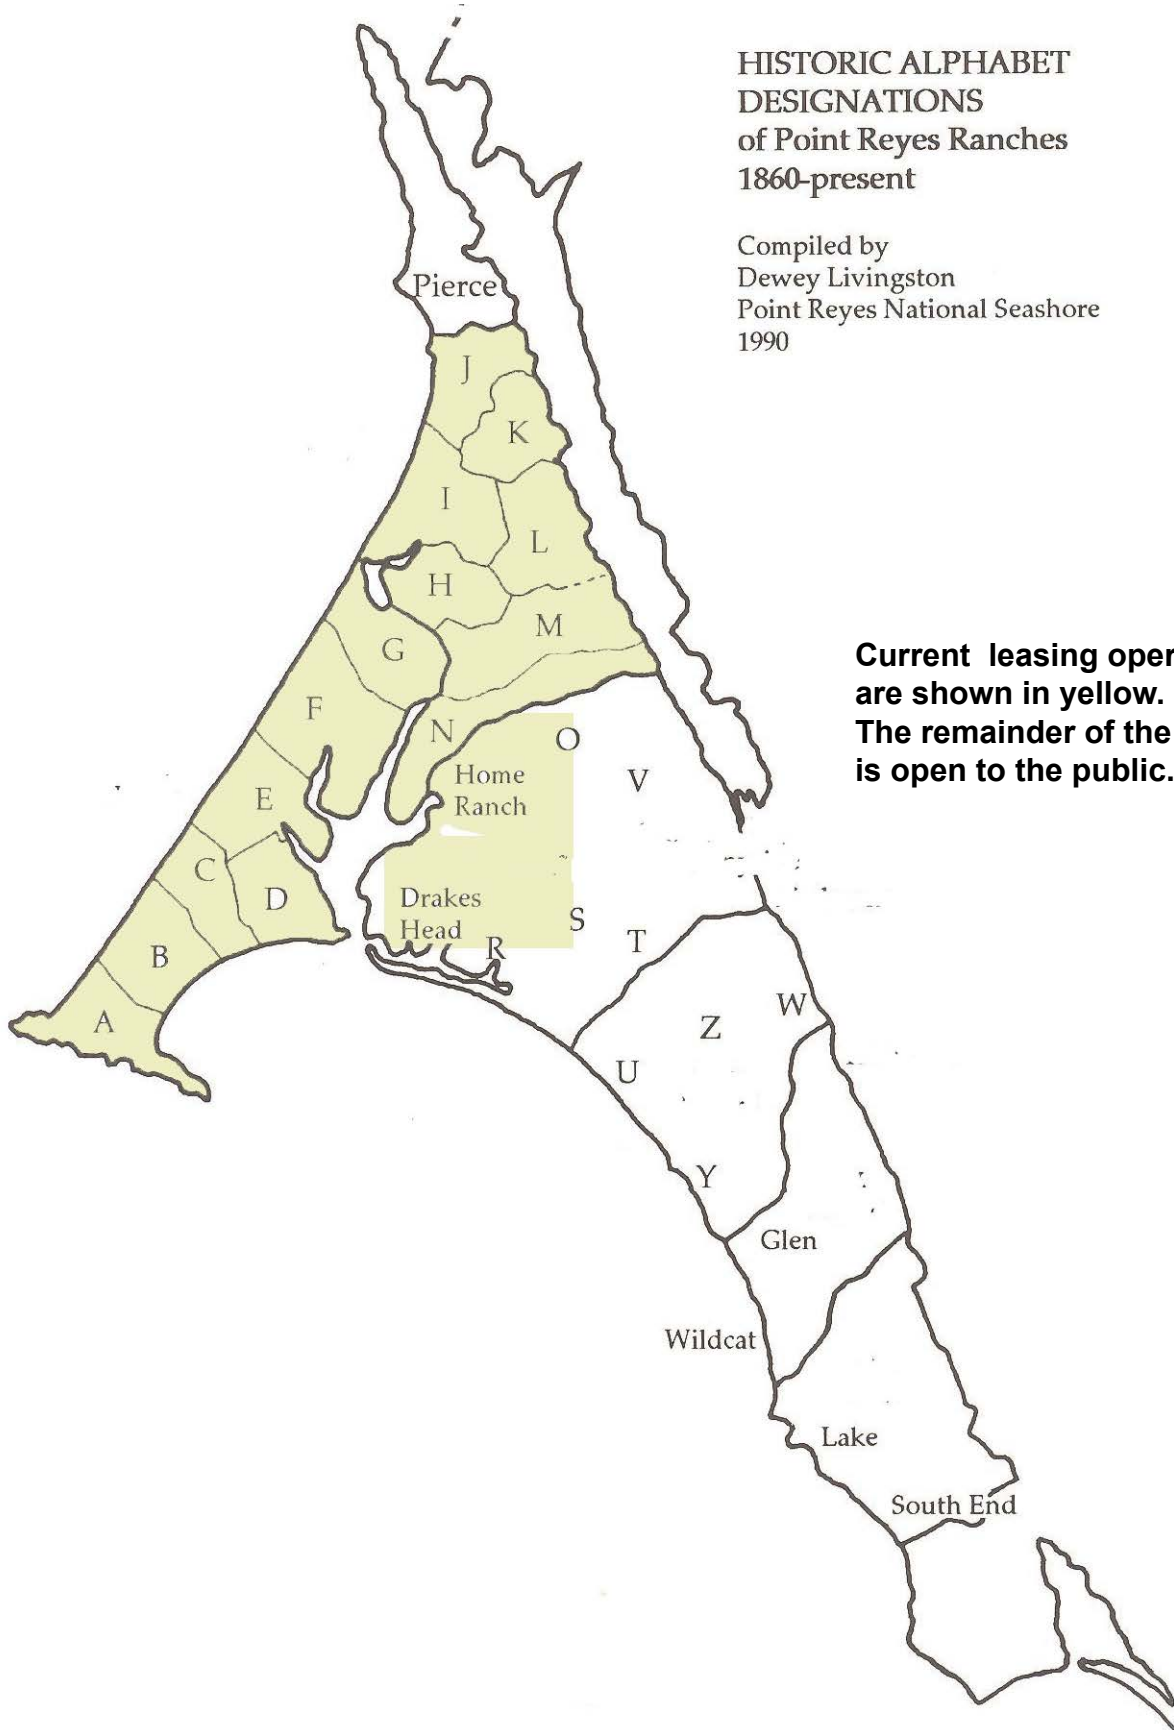 HISTORIC ALPHABET
DESIGNATIONS
of Point Reyes Ranches
1860-present
Compiled by
Dewey Livingston
Point Reyes National Seashore
1990
Pierce
J
K
I
L
H
M
G
F
N
O
Home
Ranch
V
E
C
D
Drakes
Head
S
T
R
B
A
W
Z
U
Y
Glen
Wildcat
Lake
South End
Current leasing oper
are shown in yellow.
The remainder of the
is open to the public.